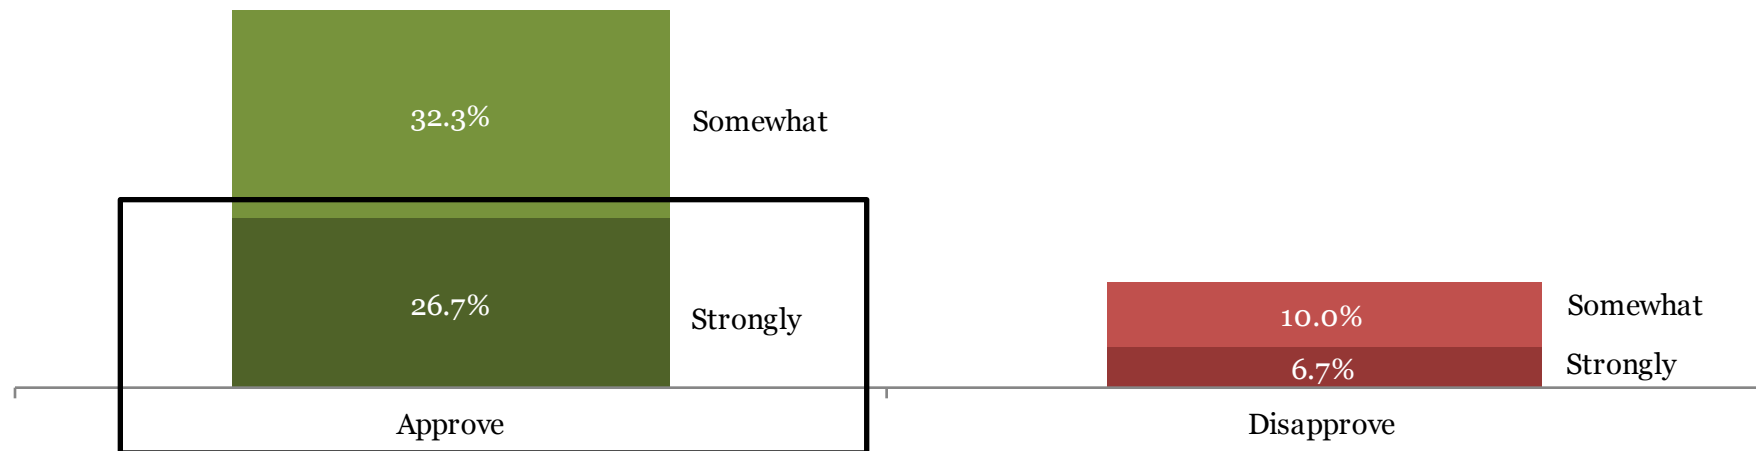 32.3%
Somewhat
26.7%
Strongly
10.0%
Somewhat
6.7%
Strongly
Approve
Disapprove